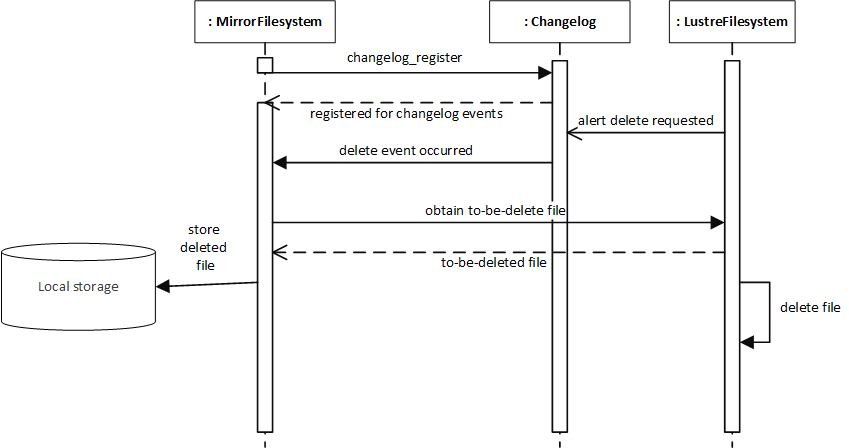 : MirrorFilesystem
: Changelog
: LustreFilesystem
changelog_register
registered for changelog events
alert delete requested
delete event occurred
obtain to-be-delete file
store
deleted
file
to-be-deleted file
Local storage
delete file